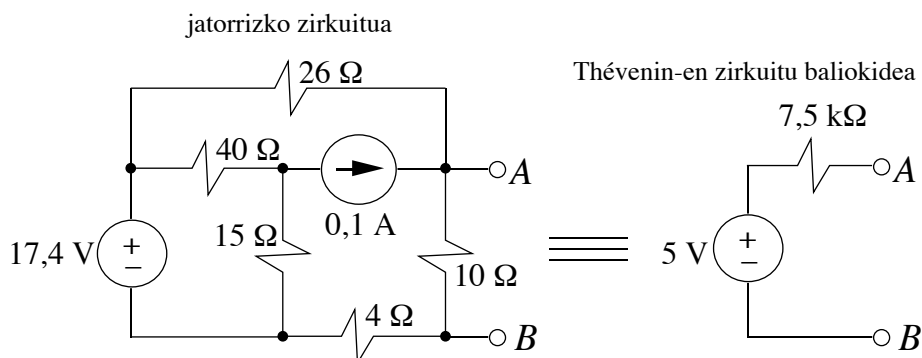 jatorrizko zirkuitua
26 Ω
Thévenin-en zirkuitu baliokidea
7,5 kΩ
40 Ω
A
A
0,1 A
17,4 V
+
−
15 Ω
10 Ω
5 V
+
−
4 Ω
B
B